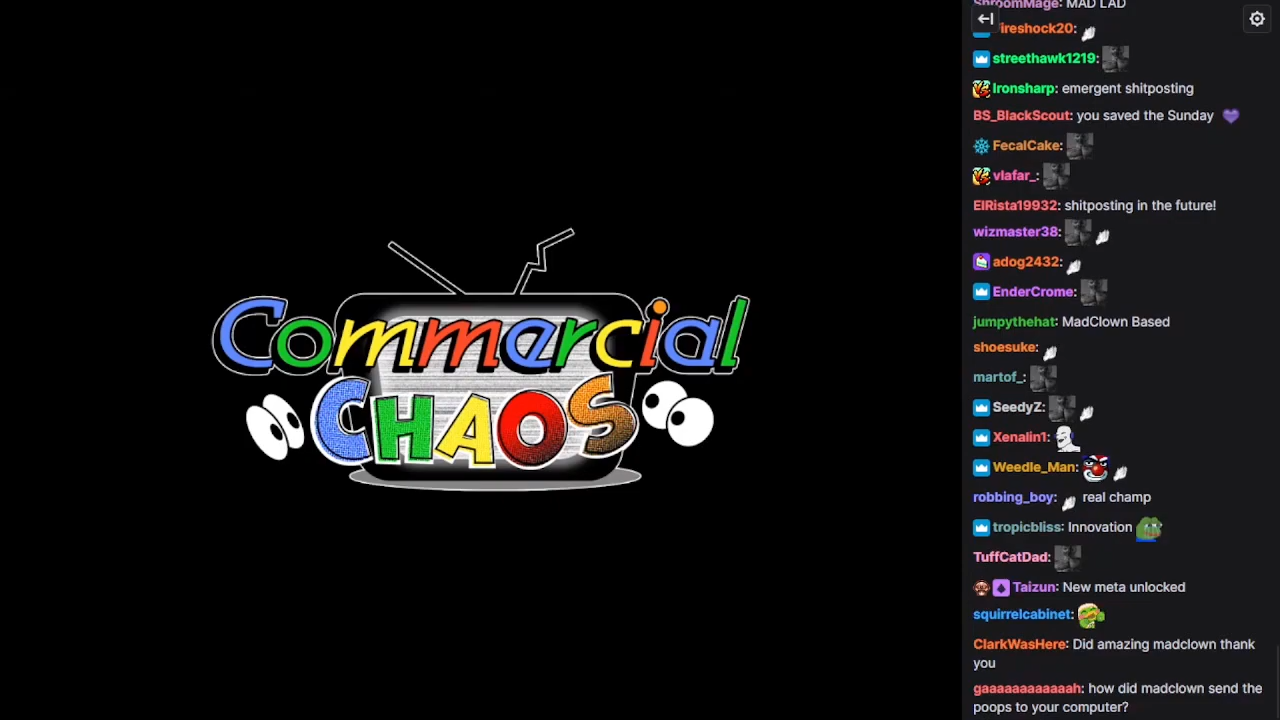 Commercial
CHAOS
ShroomMage: MAD LAD
ireshock20:
streethawk1219:
Ironsharp: emergent shitposting
BS_BlackScout: you saved the Sunday
FecalCake:
vlafar_:
ElRista19932: shitposting in the future!
wizmaster38:
adog2432:
EnderCrome:
jumpythehat: MadClown Based
shoesuke:
martof_:
SeedyZ:
Xenalin1:
Weedle_Man:
robbing_boy: real champ
tropicbliss: Innovation
TuffCatDad:
Taizun: New meta unlocked
squirrelcabinet:
ClarkWasHere: Did amazing madclown thank
you
gaaaaaaaaaaah: how did madclown send the
poops to your computer?